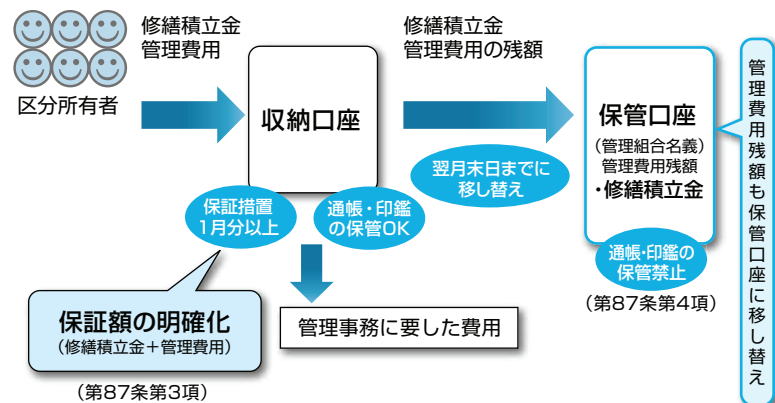 修繕積立金
管理費用
区分所有者
収納口座
修繕積立金
管理費用の残額
翌月末日までに
移し替え
保管口座
(管理組合名義)
管理費用残額
・修繕積立金
管理費用残額も保管口座に移し替え
保証措置
1月分以上
通帳・印鑑
の保管OK
通帳・印鑑の
保管禁止
(第87条第4項)
保証額の明確化
(修繕積立金+管理費用)
(第87条第3項)
管理事務に要した費用